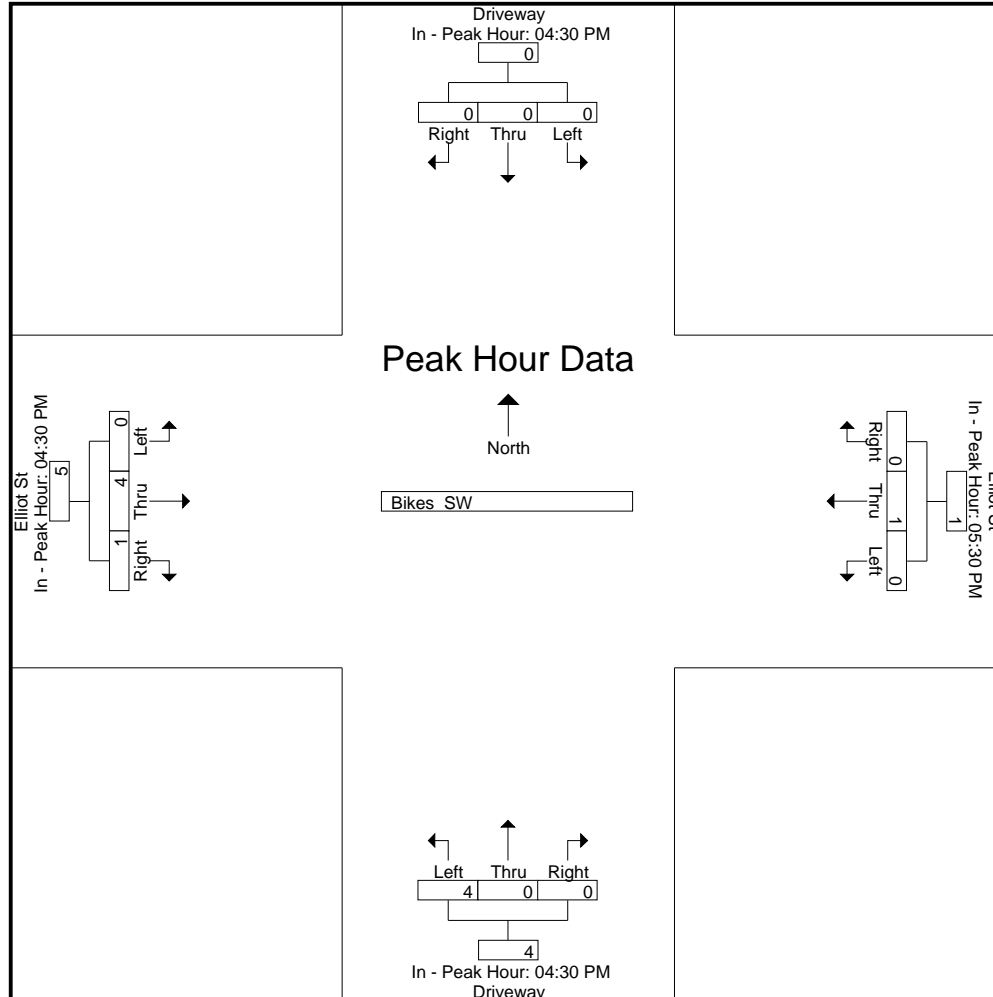 Driveway
In - Peak Hour: 04:30 PM
0
0 0 0
Right Thru Left
Peak Hour Data
North
Bikes SW
Elliot St
In - Peak Hour: 04:30 PM
5
0 4 1
Left Thru Right
Right Thru Left
0 1 0
1
In - Peak Hour: 05:30 PM
Elliot St
Left Thru Right
4 0 0
4
In - Peak Hour: 04:30 PM
Driveway